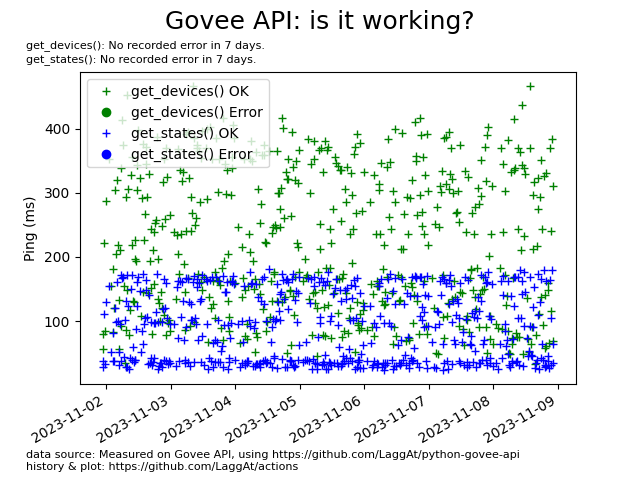 Govee API: is it working?
get_devices(): No recorded error in 7 days.
get_states(): No recorded error in 7 days.
get_devices() OK
get_devices() Error
get_states() OK
get_states() Error
Ping (ms)
400
300
200
100
2023-11-02
2023-11-03
2023-11-04
2023-11-05
2023-11-06
2023-11-07
2023-11-08
2023-11-09
data source: Measured on Govee API, using https://github.com/LaggAt/python-govee-api
history & plot: https://github.com/LaggAt/actions